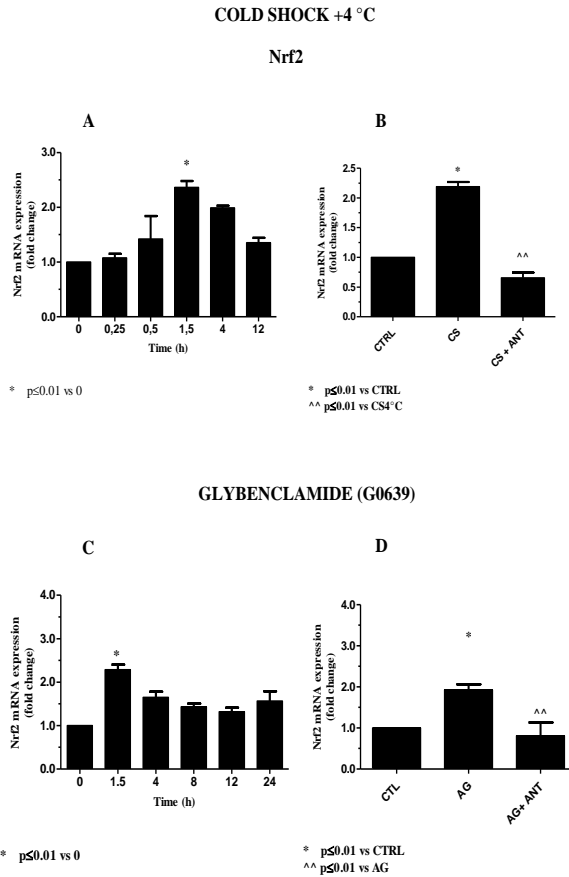 COLD SHOCK +4 °C
Nrf2
A
Nrf2 mRNA expression
(fold change)
3.0
2.0
1.0
0.0
*
0 0,25 0,5 1,5 4 12
Time (h)
* p≤0.01 vs 0
B
Nrf2 mRNA expression
(fold change)
2.5
2.0
1.5
1.0
0.5
0.0
*
^^
CTRL CS CS + ANT
* p≤0.01 vs CTRL
^^ p≤0.01 vs CS4°C
GLYBENCLAMIDE (G0639)
C
Nrf2 mRNA expression
(fold change)
4.0
3.0
2.0
1.0
0.0
*
0 1.5 4 8 12 24
Time (h)
* p≤0.01 vs 0
D
Nrf2 mRNA expression
(fold change)
4.0
3.0
2.0
1.0
0.0
*
^^
CTL AG AG+ ANT
* p≤0.01 vs CTRL
^^ p≤0.01 vs AG